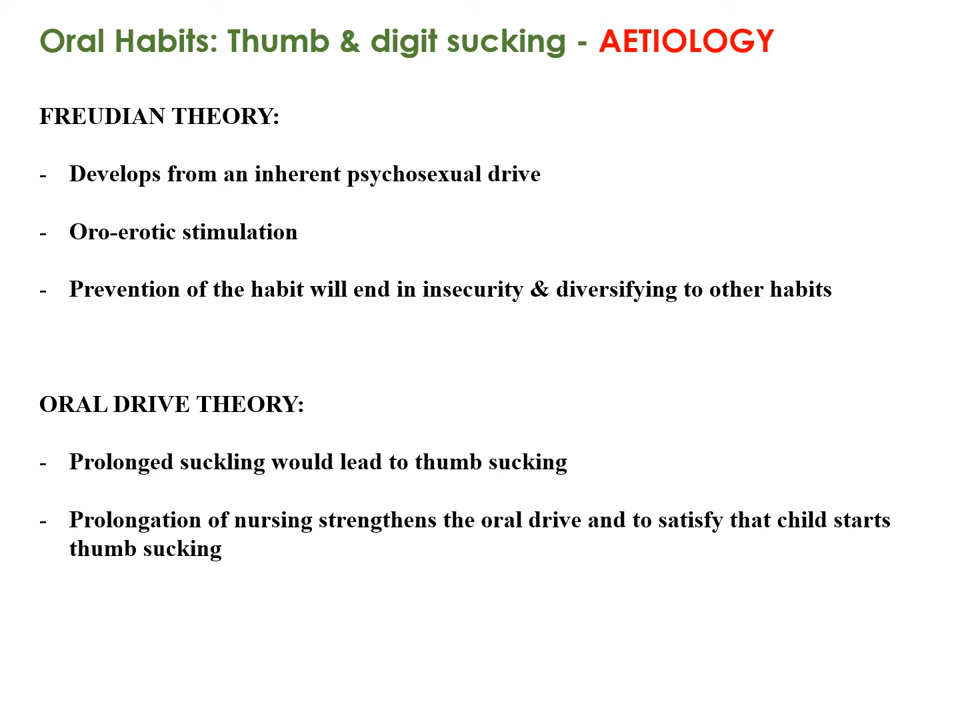 Oral Habits: Thumb & digit sucking - AETIOLOGY
FREUDIAN THEORY:
- Develops from an inherent psychosexual drive
- Oro-erotic stimulation
- Prevention of the habit will end in insecurity & diversifying to other habits
ORAL DRIVE THEORY:
- Prolonged suckling would lead to thumb sucking
- Prolongation of nursing strengthens the oral drive and to satisfy that child starts
thumb sucking